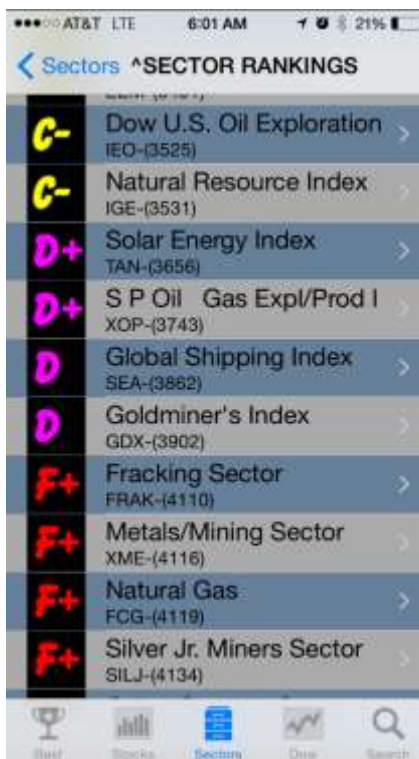 AT&T LTE 6:01 AM 21%
Sectors ^SECTOR RANKINGS
C- Dow U.S. Oil Exploration
IEO-(3525)
C- Natural Resource Index
IGE-(3531)
D+ Solar Energy Index
TAN-(3656)
D+ S P Oil Gas Expl/Prod I
XOP-(3743)
D Global Shipping Index
SEA-(3862)
D Goldminer's Index
GDX-(3902)
F+ Fracking Sector
FRAK-(4110)
F+ Metals/Mining Sector
XME-(4116)
F+ Natural Gas
FCG-(4119)
F+ Silver Jr. Miners Sector
SILJ-(4134)
Best Stocks Sectors Dow Search